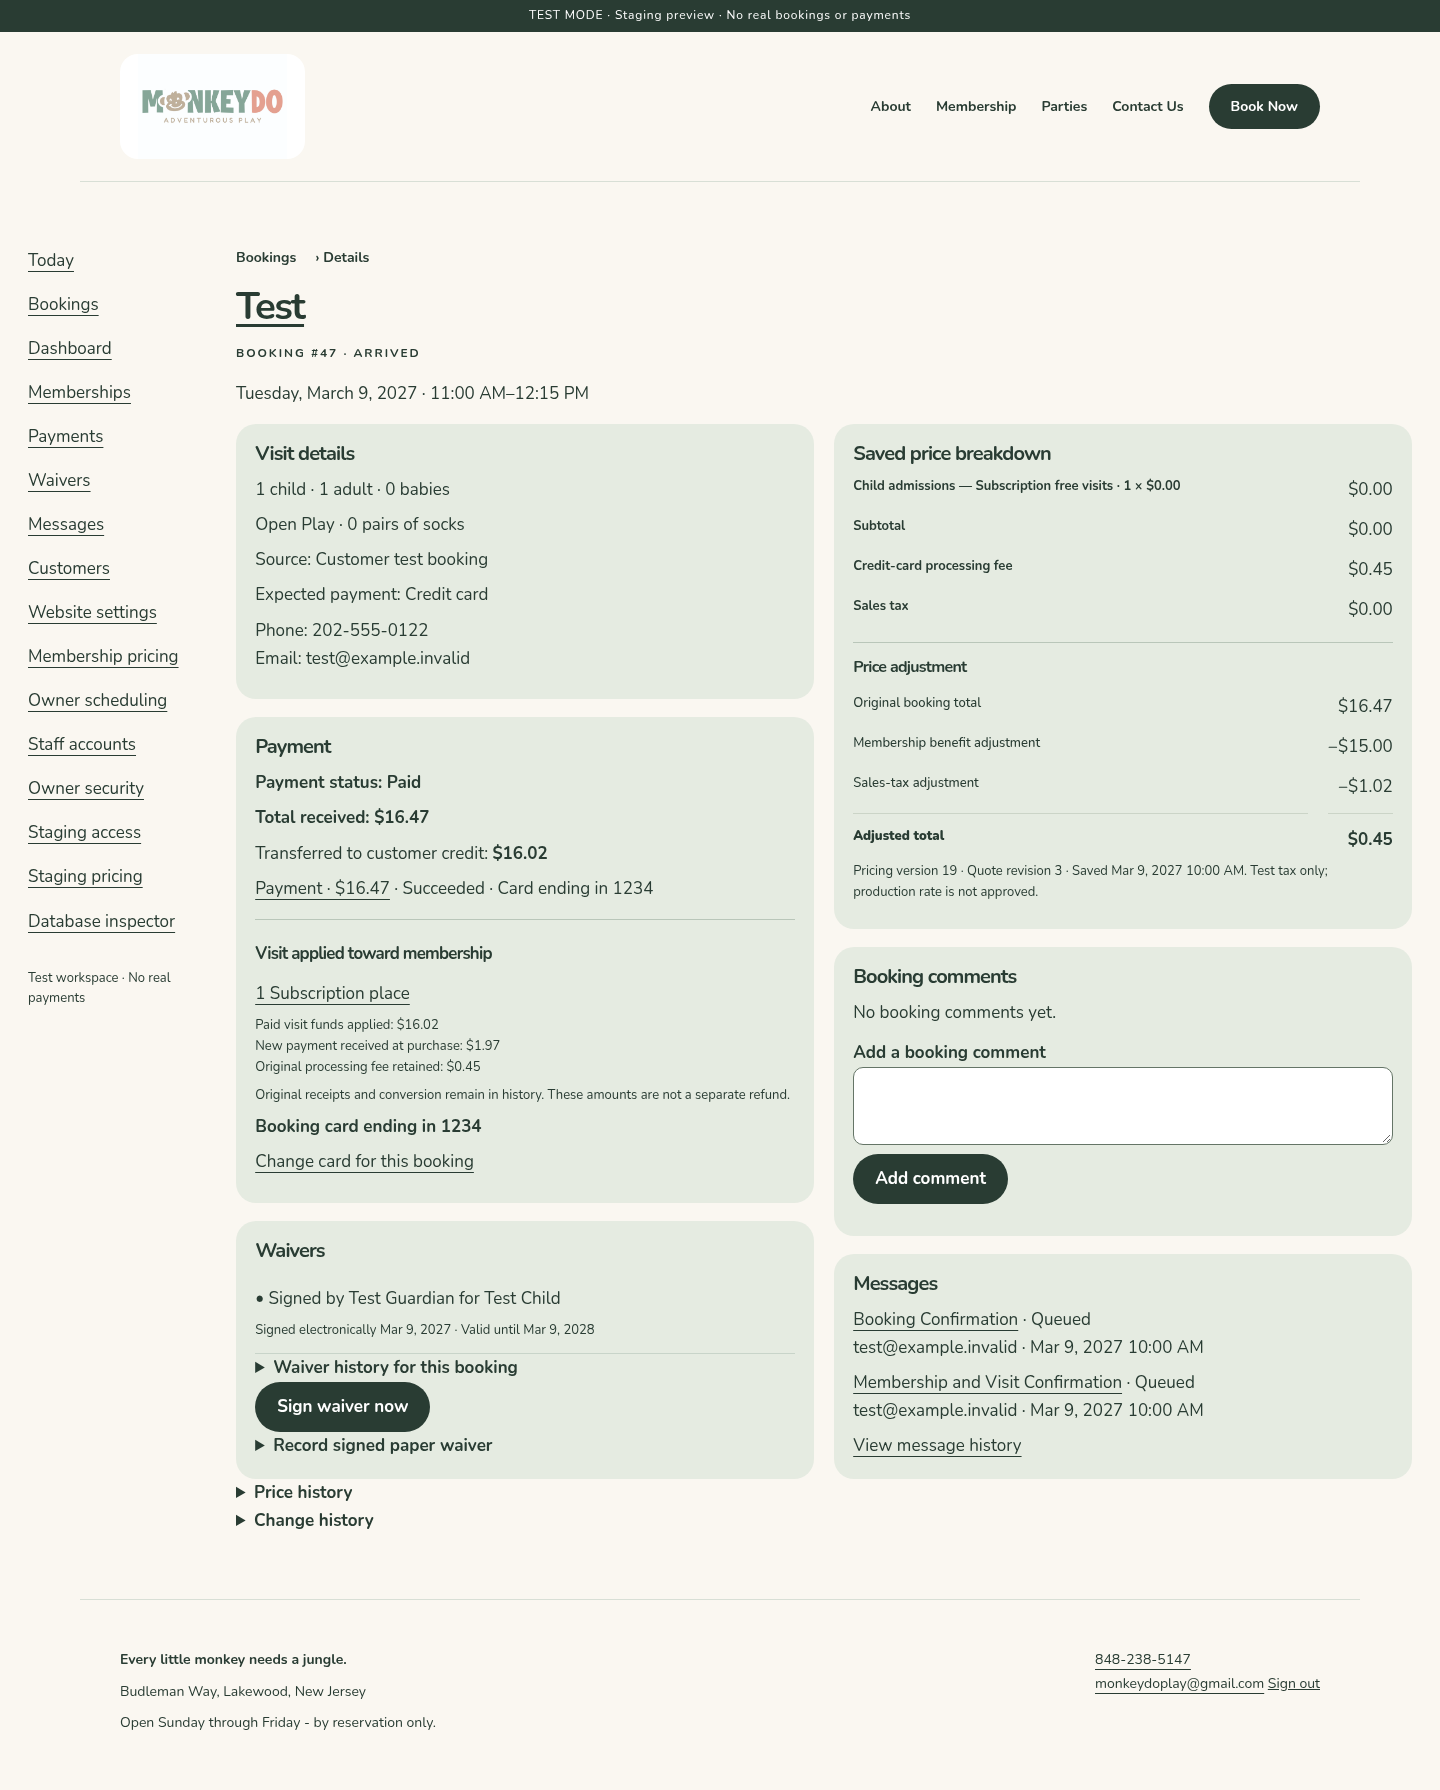 TEST MODE · Staging preview · No real bookings or payments
MONKEYDO
ADVENTUROUS PLAY
About
Membership
Parties
Contact Us
Book Now
Today
Bookings
Dashboard
Memberships
Payments
Waivers
Messages
Customers
Website settings
Membership pricing
Owner scheduling
Staff accounts
Owner security
Staging access
Staging pricing
Database inspector
Test workspace · No real
payments
Bookings › Details
Test
BOOKING #47 · ARRIVED
Tuesday, March 9, 2027 · 11:00 AM–12:15 PM
Visit details
1 child · 1 adult · 0 babies
Open Play · 0 pairs of socks
Source: Customer test booking
Expected payment: Credit card
Phone: 202-555-0122
Email: test@example.invalid
Payment
Payment status: Paid
Total received: $16.47
Transferred to customer credit: $16.02
Payment · $16.47 · Succeeded · Card ending in 1234
Visit applied toward membership
1 Subscription place
Paid visit funds applied: $16.02
New payment received at purchase: $1.97
Original processing fee retained: $0.45
Original receipts and conversion remain in history. These amounts are not a separate refund.
Booking card ending in 1234
Change card for this booking
Waivers
• Signed by Test Guardian for Test Child
Signed electronically Mar 9, 2027 · Valid until Mar 9, 2028
▶ Waiver history for this booking
Sign waiver now
▶ Record signed paper waiver
▶ Price history
▶ Change history
Saved price breakdown
Child admissions — Subscription free visits · 1 × $0.00 $0.00
Subtotal $0.00
Credit-card processing fee $0.45
Sales tax $0.00
Price adjustment
Original booking total $16.47
Membership benefit adjustment −$15.00
Sales-tax adjustment −$1.02
Adjusted total $0.45
Pricing version 19 · Quote revision 3 · Saved Mar 9, 2027 10:00 AM. Test tax only;
production rate is not approved.
Booking comments
No booking comments yet.
Add a booking comment
Add comment
Messages
Booking Confirmation · Queued
test@example.invalid · Mar 9, 2027 10:00 AM
Membership and Visit Confirmation · Queued
test@example.invalid · Mar 9, 2027 10:00 AM
View message history
Every little monkey needs a jungle.
Budleman Way, Lakewood, New Jersey
Open Sunday through Friday - by reservation only.
848-238-5147
monkeydoplay@gmail.com Sign out